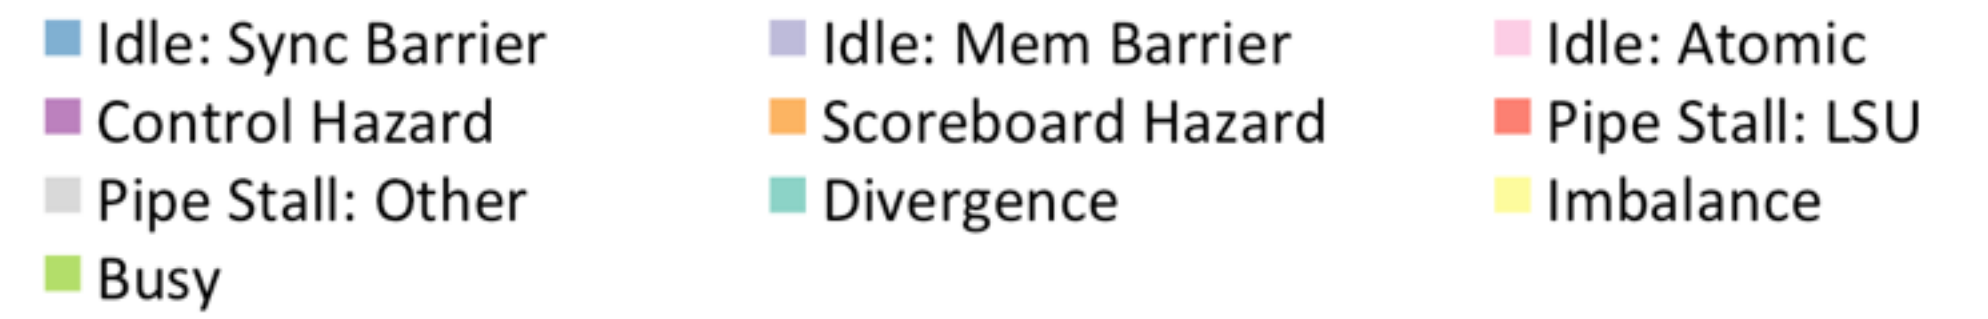 Idle: Sync Barrier Idle: Mem Barrier Idle: Atomic
Control Hazard Scoreboard Hazard Pipe Stall: LSU
Pipe Stall: Other Divergence Imbalance
Busy